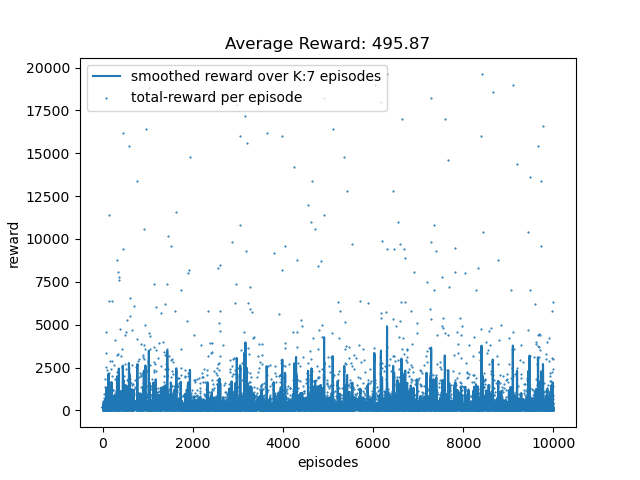 Average Reward: 495.87
smoothed reward over K:7 episodes
total-reward per episode
20000
17500
15000
12500
10000
7500
5000
2500
0
reward
0 2000 4000 6000 8000 10000
episodes